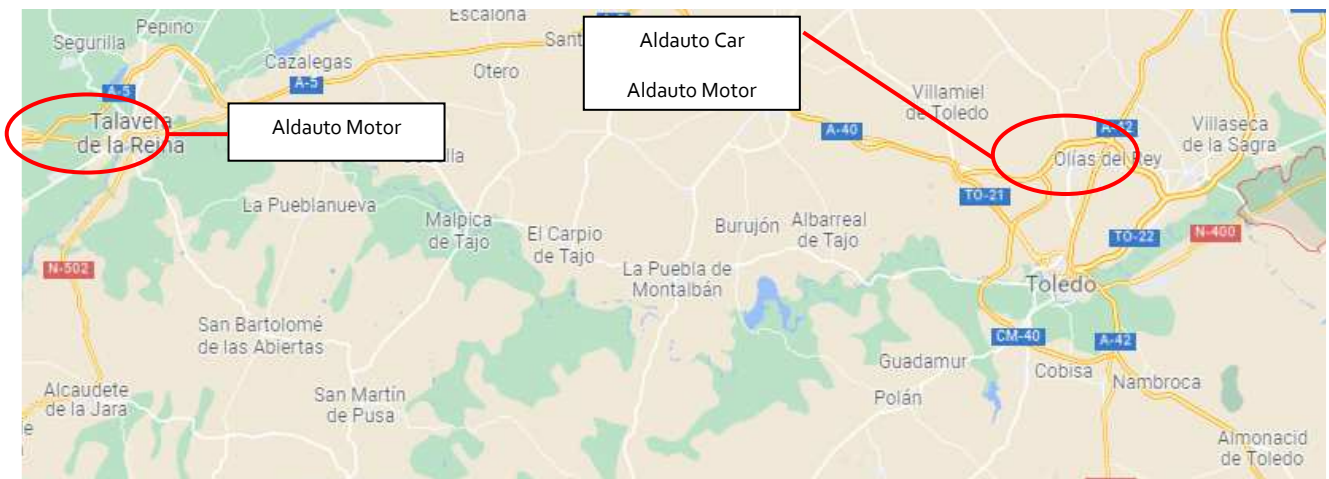 Escalona
Pepino
Segurilla
Cazalegas
Sant
Aldauto Car
Aldauto Motor
Otero
A-5
A-5
Villamiel
de Toledo
Talavera
de la Reina
Aldauto Motor
A-40
A-42
Villaseca
de la Sagra
Olías del Rey
La Pueblanueva
TO-21
Malpica
de Tajo
El Carpio
de Tajo
Burujón
Albarreal
de Tajo
TO-22
N-400
N-502
La Puebla de
Montalbán
Toledo
San Bartolomé
de las Abiertas
CM-40
A-42
Guadamur
Cobisa
Nambroca
Alcaudete
de la Jara
San Martín
de Pusa
Polán
Almonacid
de Toledo